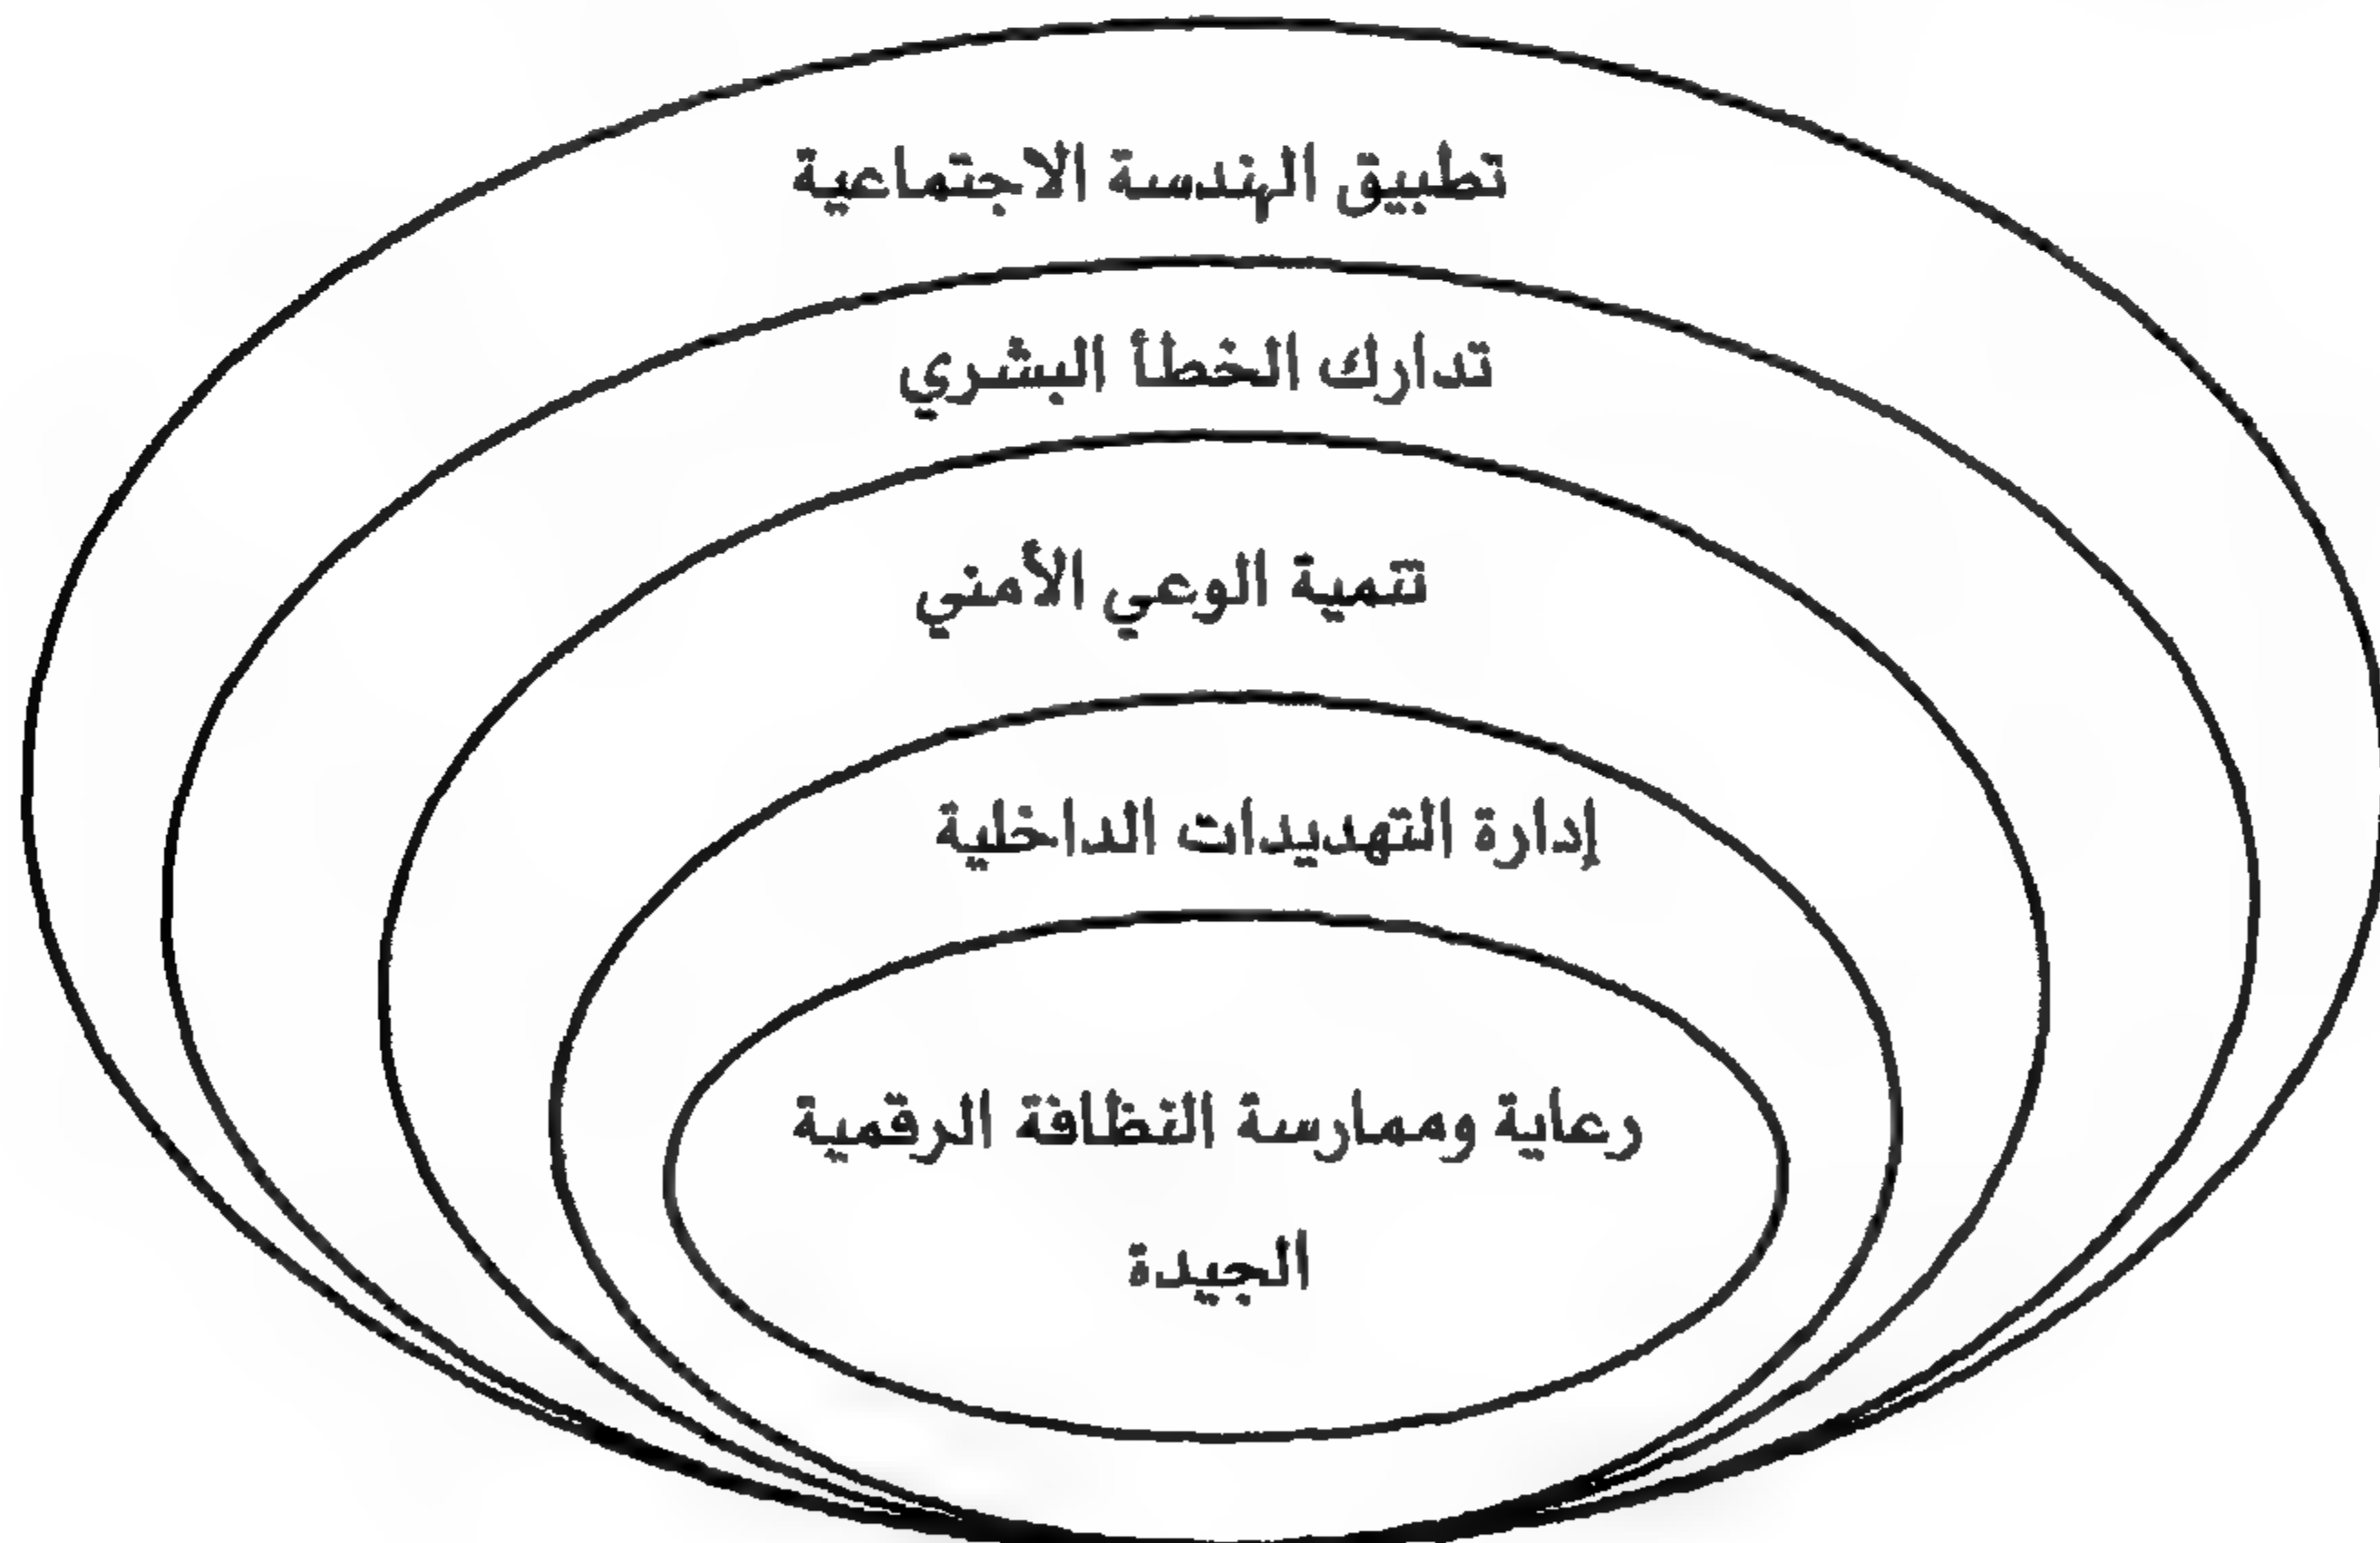 تطبيق الهندسة الاجتماعية
تدارك الخطأ البشري
تنمية الوعي الأمني
إدارة التهديدات الداخلية
رعاية وممارسة النظافة الرقمية
الجيدة